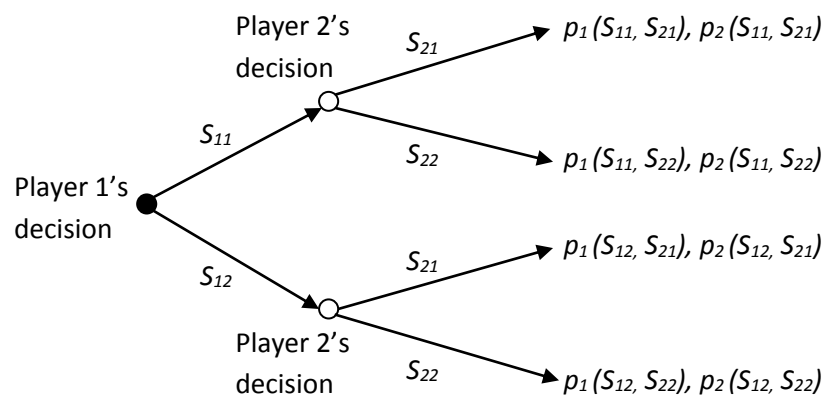 Player 2's
decision
S21
p1 (S11, S21), p2 (S11, S21)
S11
S22
p1 (S11, S22), p2 (S11, S22)
Player 1's
decision
S12
S21
p1 (S12, S21), p2 (S12, S21)
Player 2's
decision
S22
p1 (S12, S22), p2 (S12, S22)